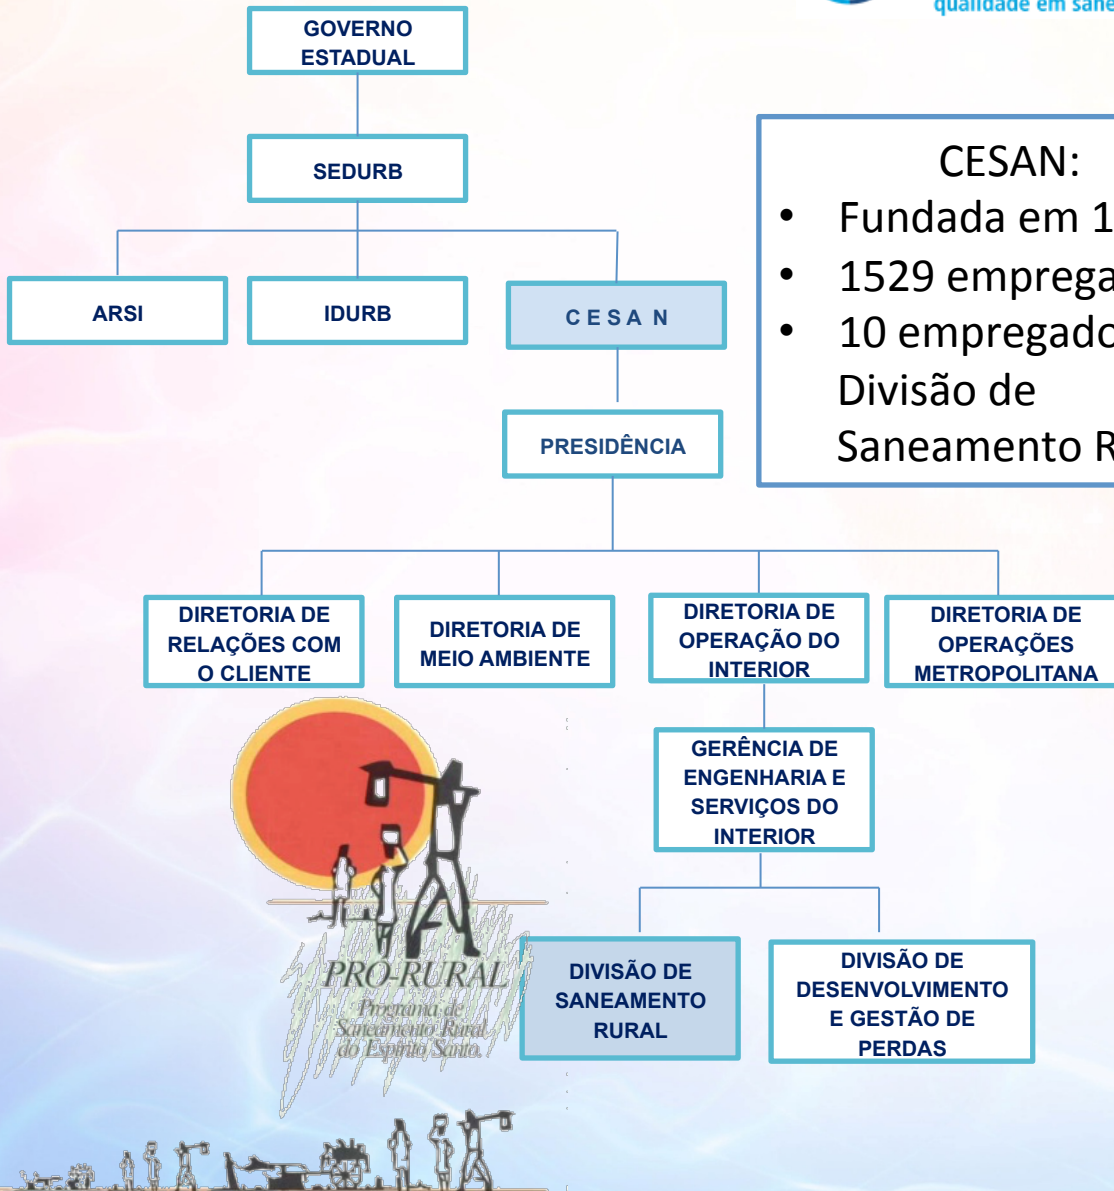 qualidade em
GOVERNO
ESTADUAL
SEDURB
ARSI
IDURB
C E S A N
PRESIDÊNCIA
CESAN:
• Fundada em 1
• 1529
• 10
Divisão de
Saneamento
DIRETORIA DE
RELAÇÕES COM
O CLIENTE
DIRETORIA DE
MEIO AMBIENTE
DIRETORIA DE
OPERAÇÃO DO
INTERIOR
DIRETORIA DE
OPERAÇÕES
METROPOLITANA
GERÊNCIA DE
ENGENHARIA E
SERVIÇOS DO
INTERIOR
DIVISÃO DE
SANEAMENTO
RURAL
DIVISÃO DE
DESENVOLVIMENTO
E GESTÃO DE
PERDAS
PRO-RURAL
Programa de
Saneamento Rural
do Espírito Santo.